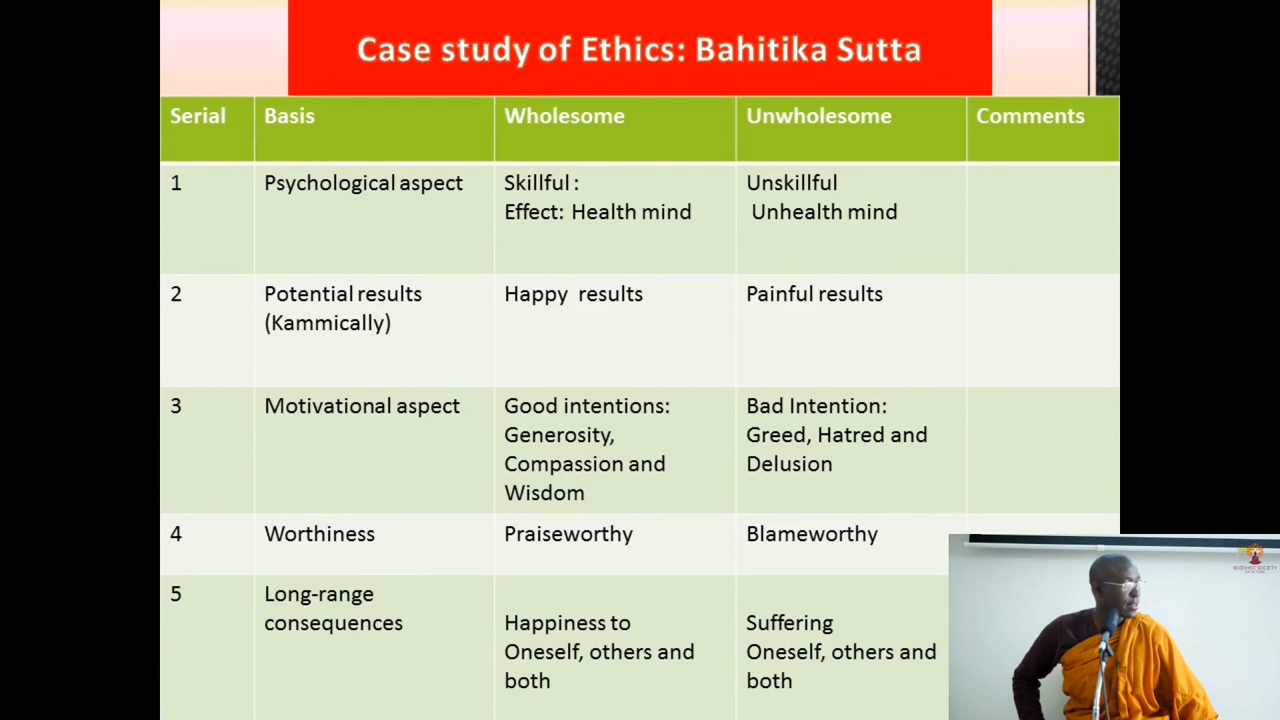 Case study of Ethics: Bahitika Sutta
Serial Basis Wholesome Unwholesome Comments
1 Psychological aspect Skillful : Unskillful
Effect: Health mind Unhealth mind
2 Potential results Happy results Painful results
(Kammically)
3 Motivational aspect Good intentions: Bad Intention:
Generosity, Greed, Hatred and
Compassion and Delusion
Wisdom
4 Worthiness Praiseworthy Blameworthy
5 Long-range
consequences Happiness to Suffering
Oneself, others and Oneself, others and
both both
BUDDHIST SOCIETY